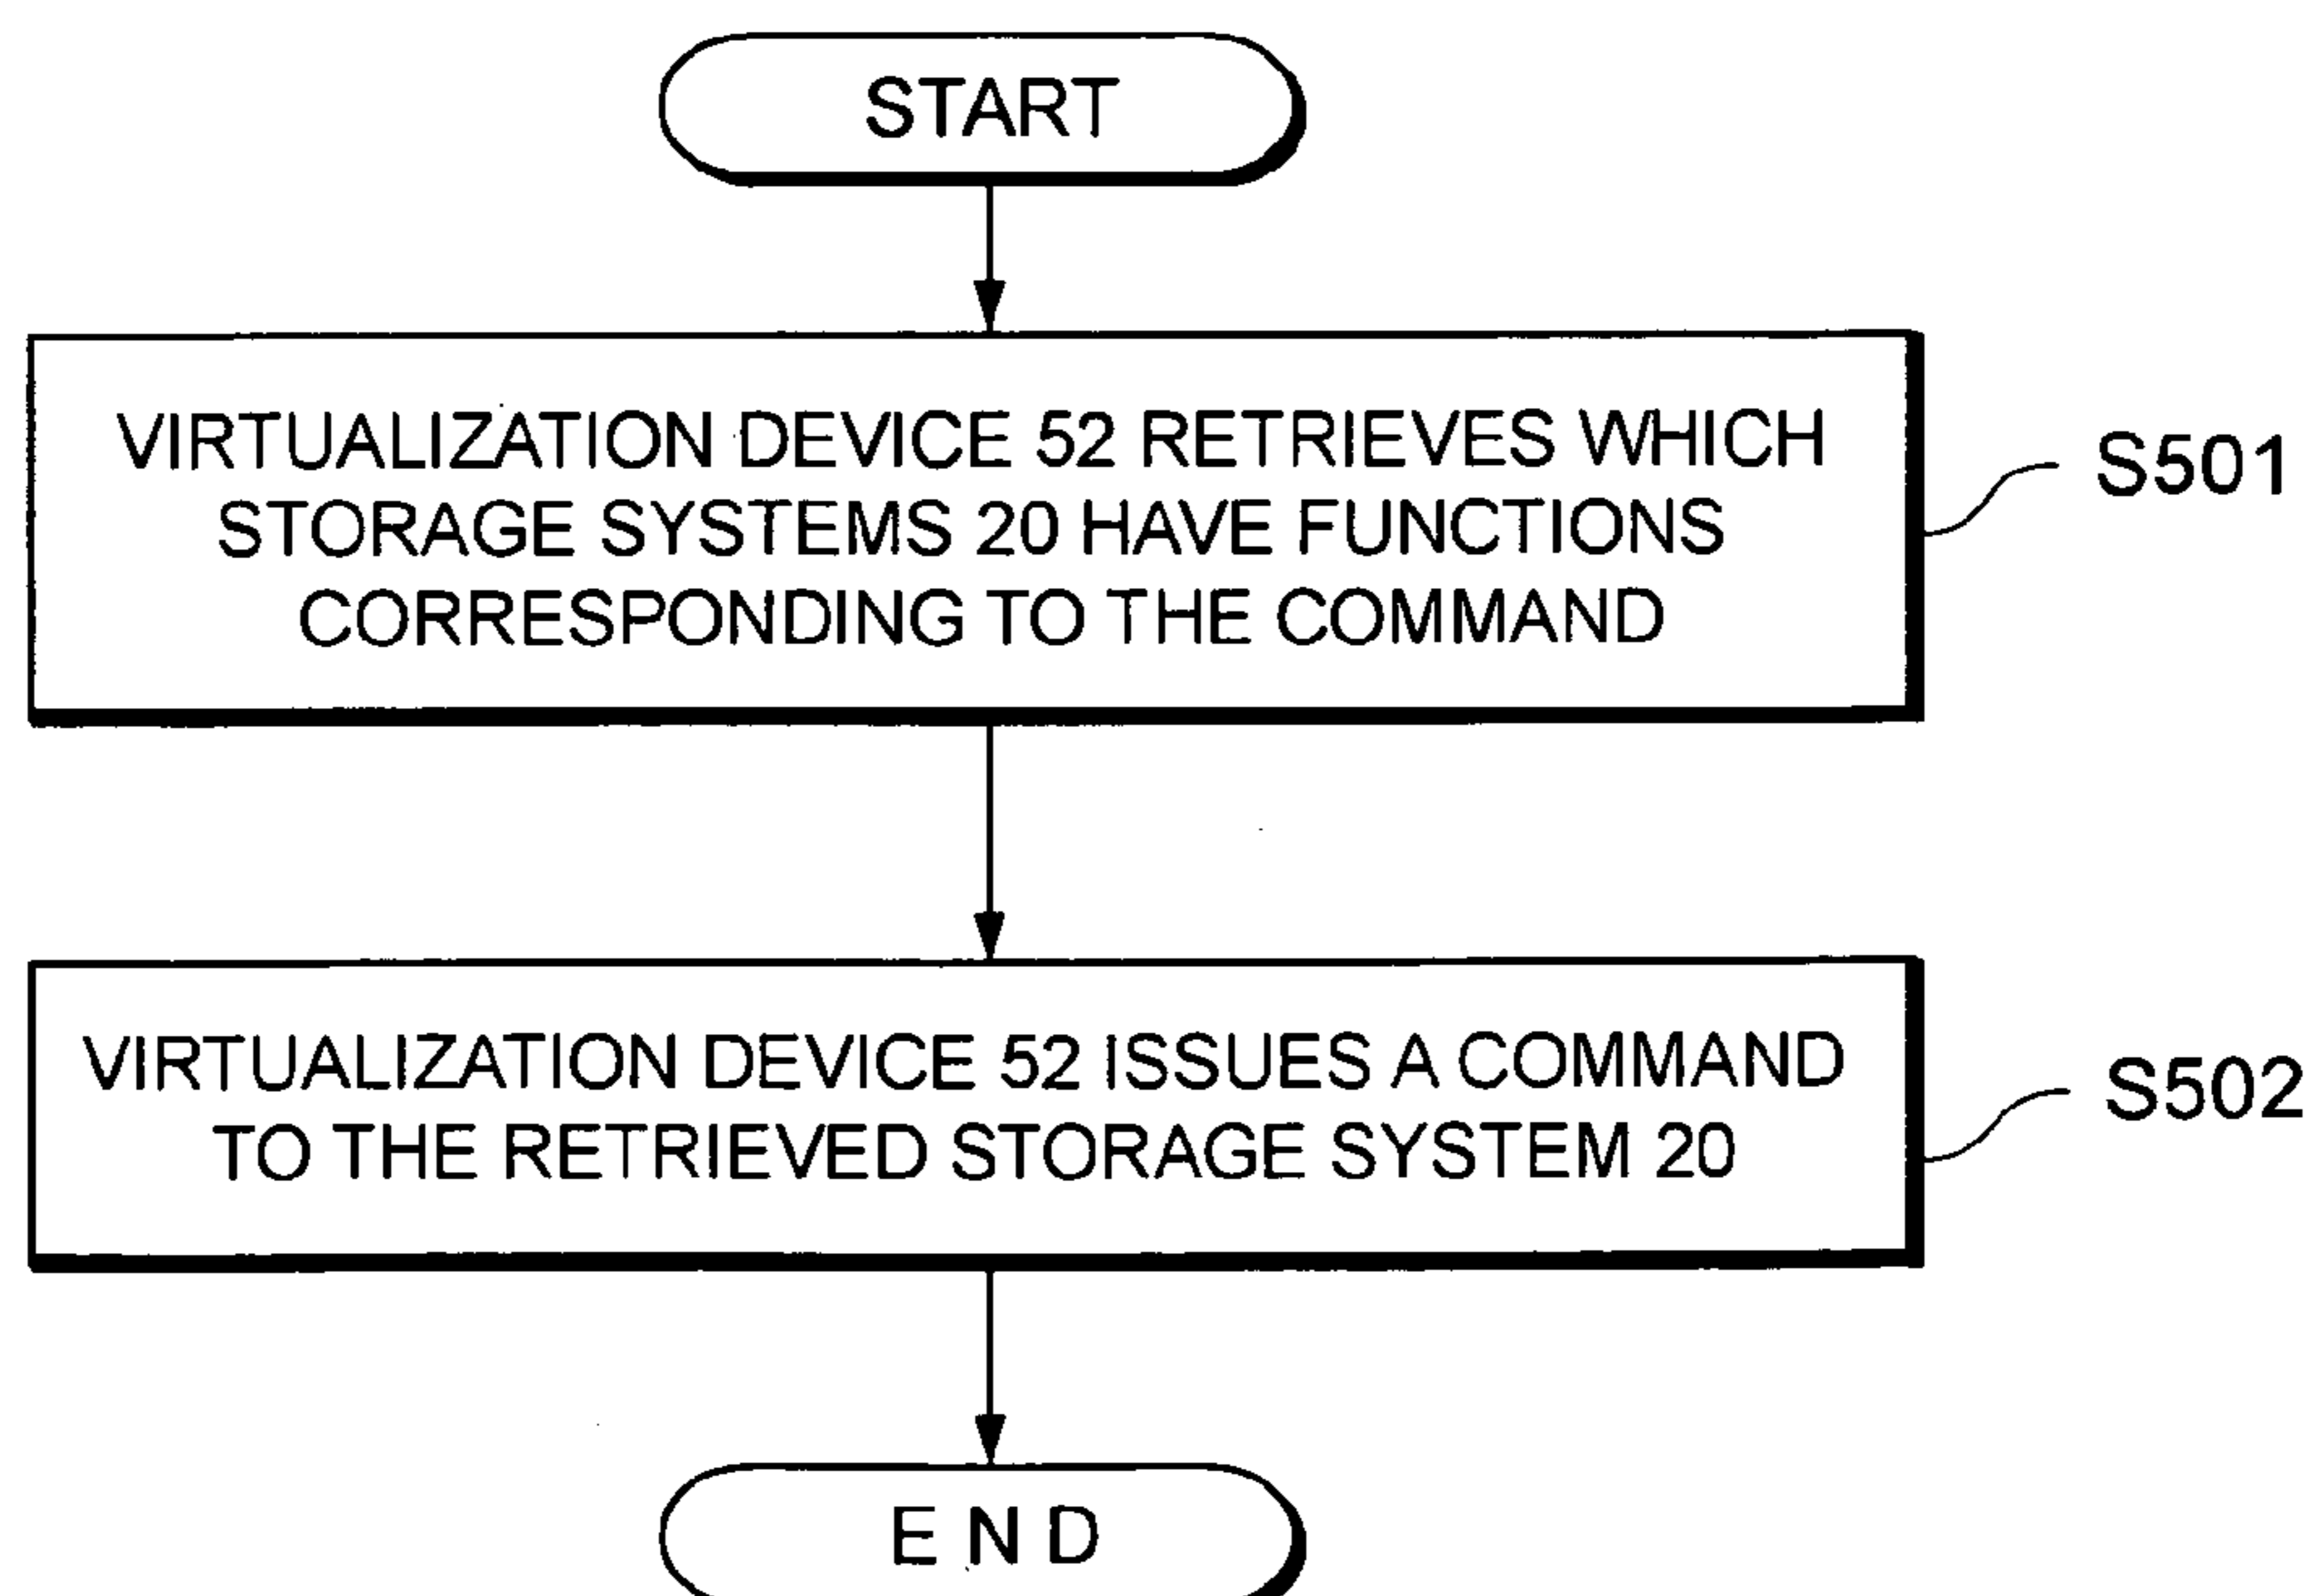 START
VIRTUALIZATION DEVICE 52 RETRIEVES WHICH
STORAGE SYSTEMS 20 HAVE FUNCTIONS
CORRESPONDING TO THE COMMAND
S501
VIRTUALIZATION DEVICE 52 ISSUES A COMMAND
TO THE RETRIEVED STORAGE SYSTEM 20
S502
END